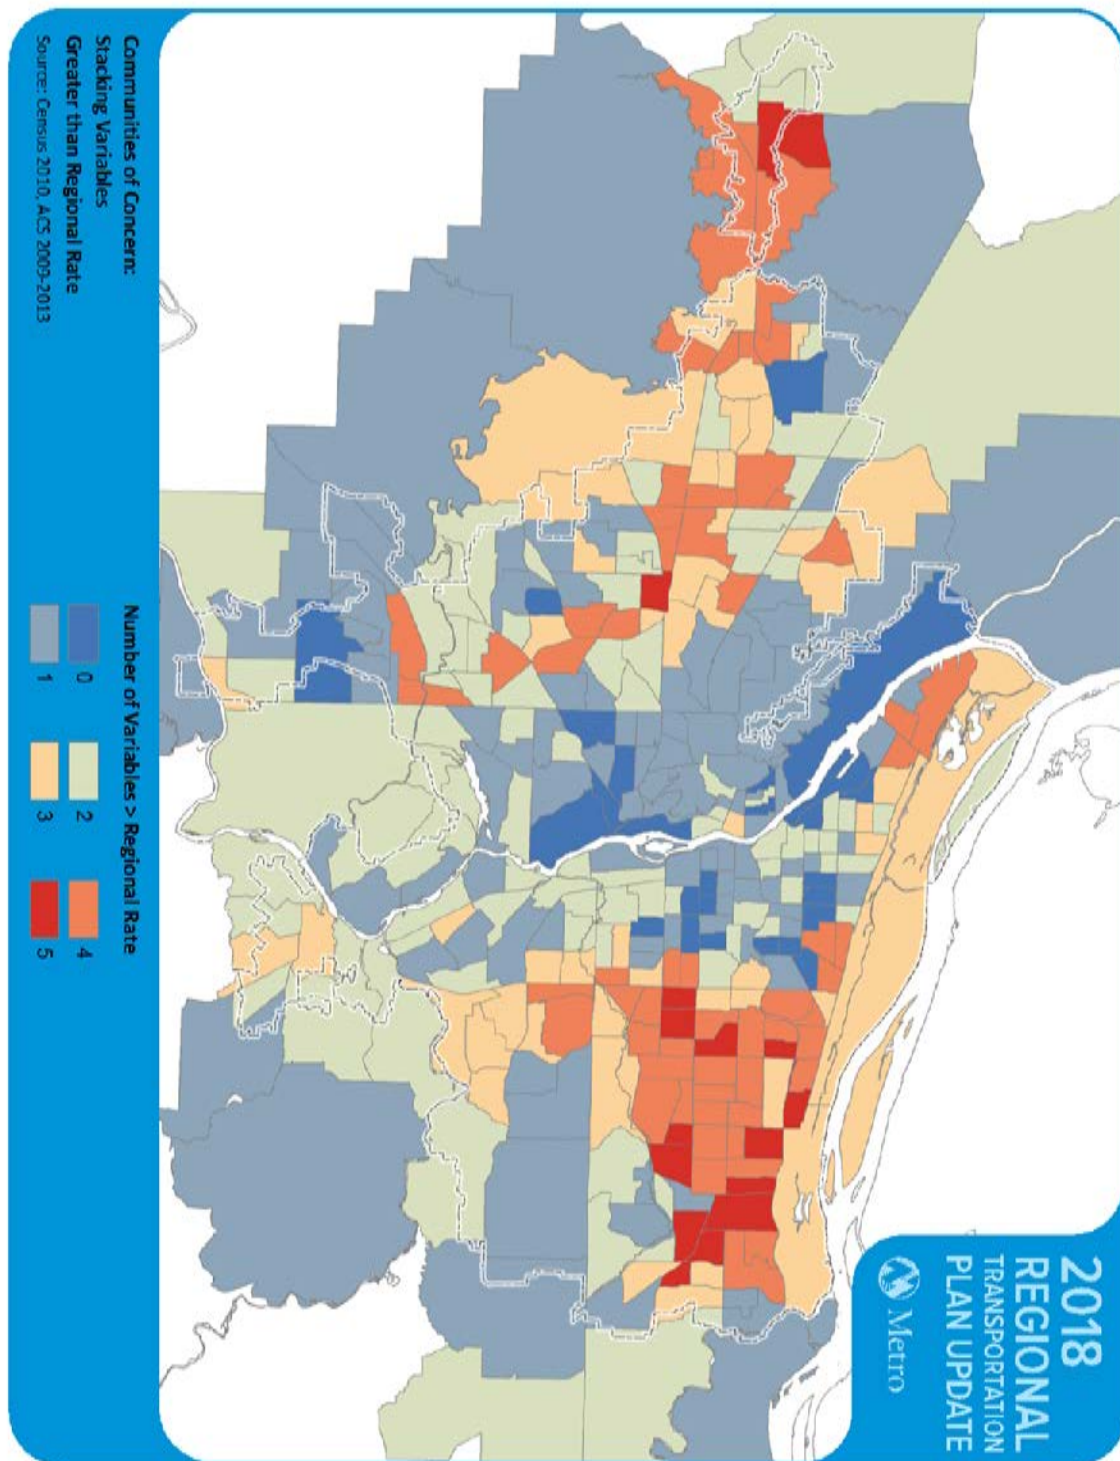 2018
REGIONAL
TRANSPORTATION
PLAN UPDATE
Metro
Communities of Concern:
Stacking Variables
Greater than Regional Rate
Source: Census 2010, ACS 2009-2013
Number of Variables > Regional Rate
0 2 4
1 3 5